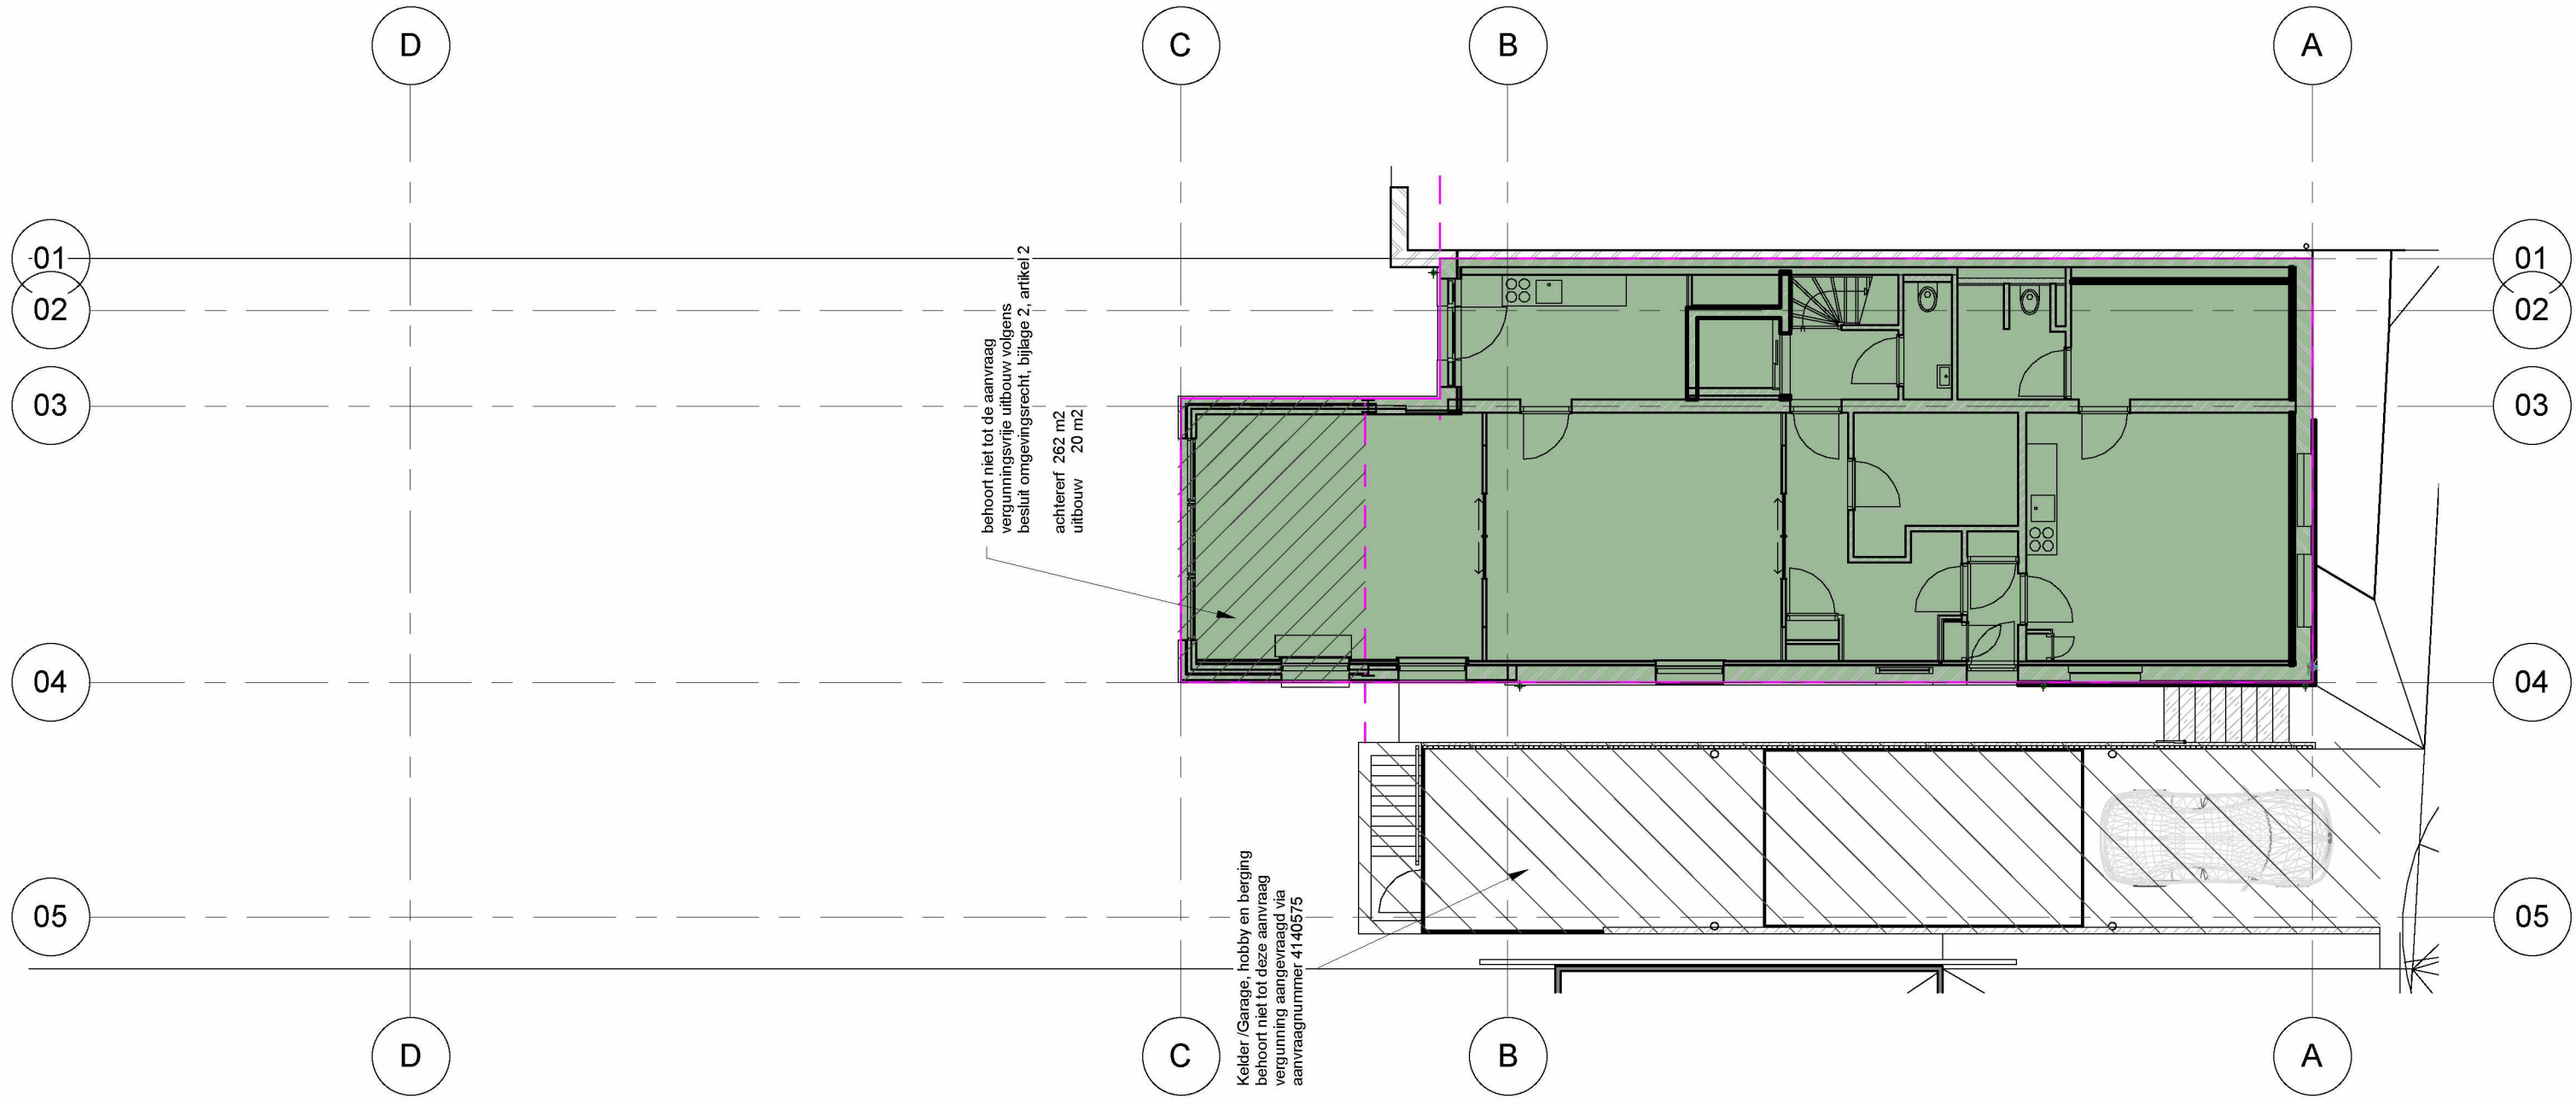 D
C
B
A
01
02
03
04
05
01
02
03
04
05
behoort niet tot de aanvraag
vergunningsvrije uitbouw volgens
besluit omgevingsrecht, bijlage 2, artikel 2
achtererf 262 m2
uitbouw 20 m2
Kelder /Garage, hobby en berging
behoort niet tot deze aanvraag
vergunning aangevraagd via
aanvraagnummer 4140575
D
C
B
A